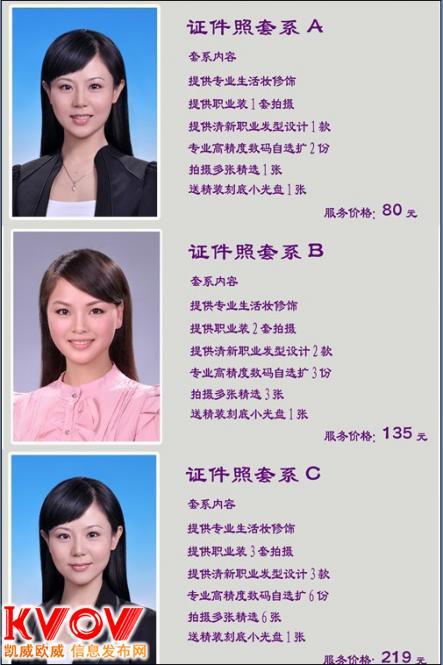 证件照套系 A
套系内容
提供专业生活妆修饰
提供职业装1套拍摄
提供清新职业发型设计1款
专业高精度数码自选扩2份
拍摄多张精选1张
送精装刻底小光盘1张
服务价格：80 元
证件照套系 B
套系内容
提供专业生活妆修饰
提供职业装2套拍摄
提供清新职业发型设计2款
专业高精度数码自选扩3份
拍摄多张精选3张
送精装刻底小光盘1张
服务价格：135 元
证件照套系 C
套系内容
提供专业生活妆修饰
提供职业装3套拍摄
提供清新职业发型设计3款
专业高精度数码自选扩6份
拍摄多张精选6张
送精装刻底小光盘1张
服务价格：219 元
KVOV
凯威欧威 信息发布网